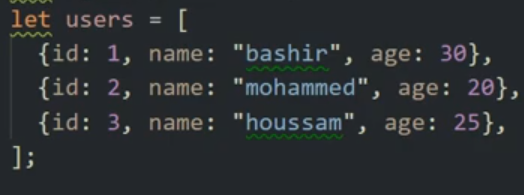 let users = [
{id: 1, name: "bashir", age: 30},
{id: 2, name: "mohammed", age: 20},
{id: 3, name: "houssam", age: 25},
];